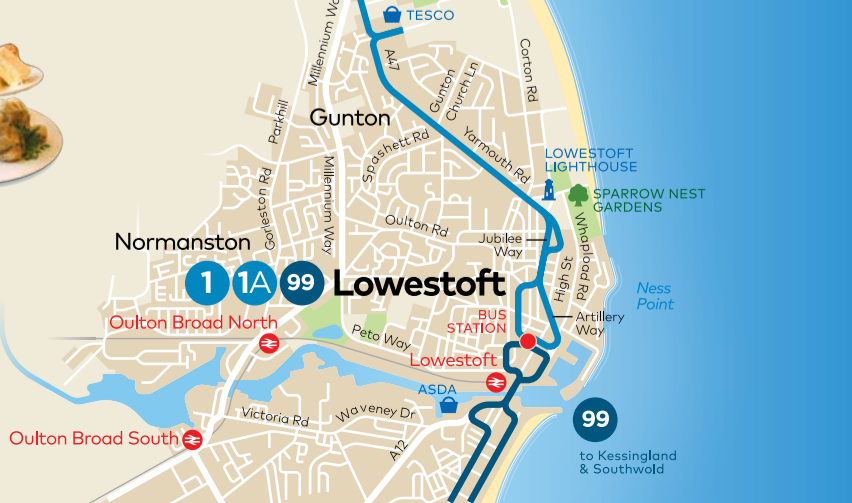 TESCO
Millennium Wa
A47
Corton Rd
Gunton
Church Ln
Gunton
Parkhill
Spashett Rd
Yarmouth Rd
LOWESTOFT
LIGHTHOUSE
SPARROW NEST
GARDENS
Gorleston Rd
Millennium Way
Oulton Rd
Whapload Rd
Normanston
Jubilee
Way
1
1A
99
Lowestoft
High St
Ness
Point
Oulton Broad North
BUS
STATION
Artillery
Way
Peto Way
Lowestoft
ASDA
Victoria Rd
Waveney Dr
99
Oulton Broad South
A12
to Kessingland
& Southwold